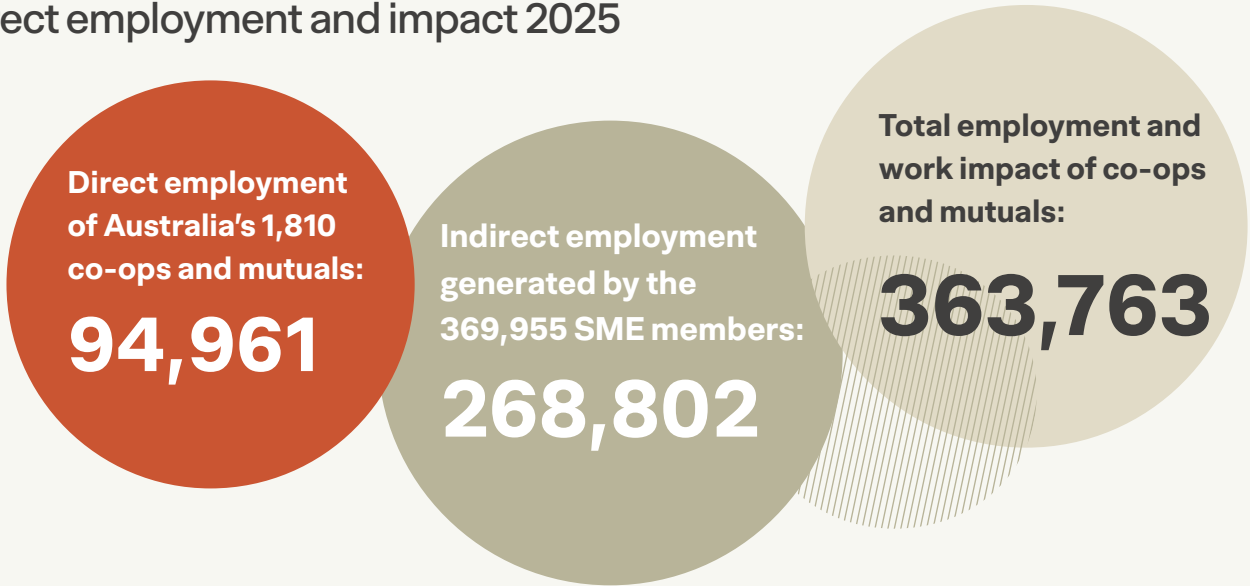 ect employment and impact 2025
Direct employment
of Australia’s 1,810
co-ops and mutuals:
94,961
Indirect employment
generated by the
369,955 SME members:
268,802
Total employment and
work impact of co-ops
and mutuals:
363,763